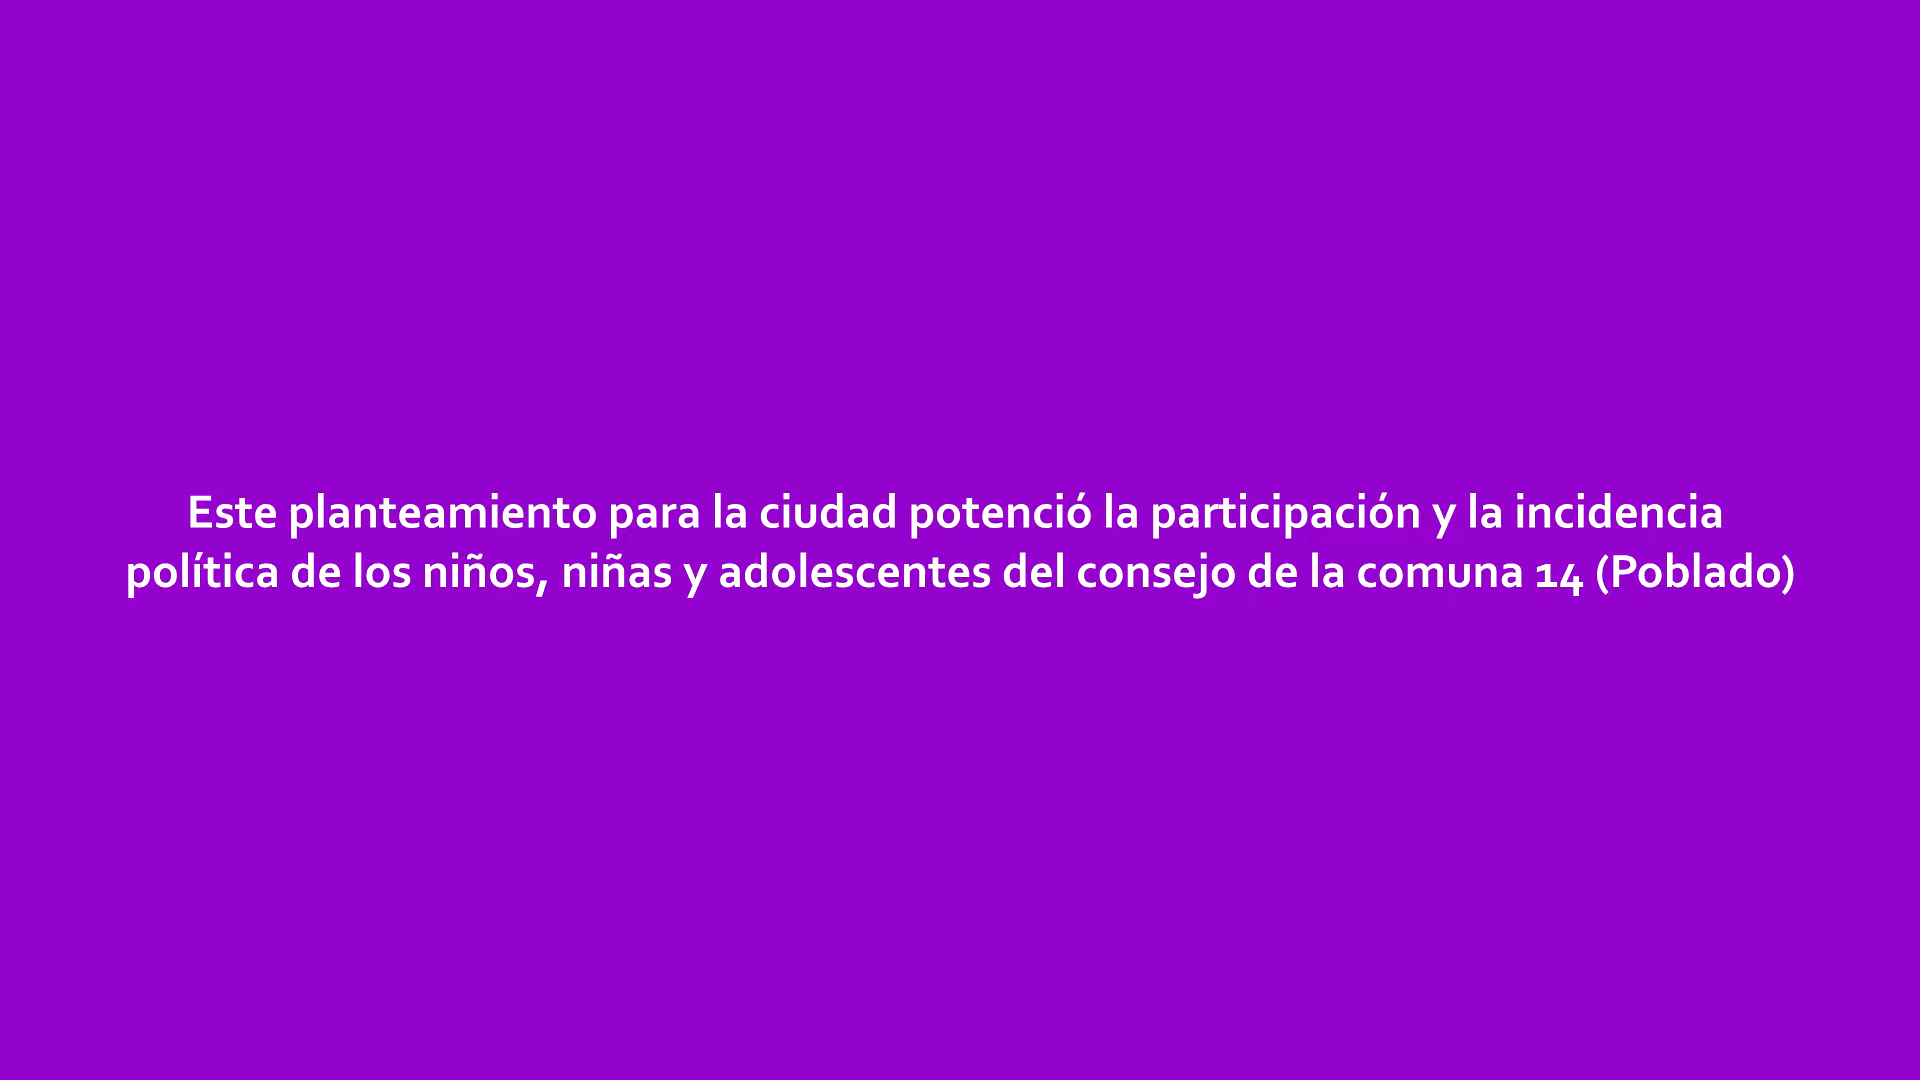 Este planteamiento para la ciudad potenció la participación y la incidencia
política de los niños, niñas y adolescentes del consejo de la comuna 14 (Poblado)